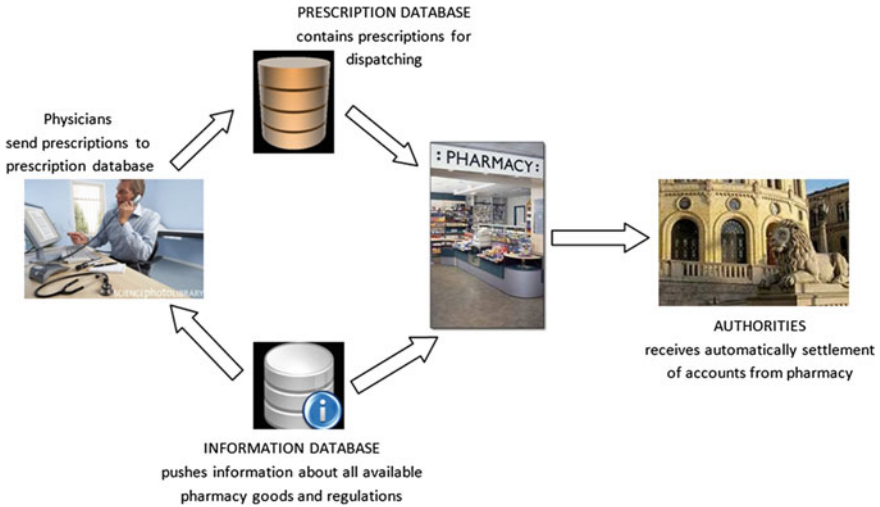 PRESCRIPTION DATABASE
contains prescriptions for
dispatching
Physicians
send prescriptions to
prescription database
: PHARMACY:
SCIENCEPHOTOLIBRARY
i
AUTHORITIES
receives automatically settlement
of accounts from pharmacy
INFORMATION DATABASE
pushes information about all available
pharmacy goods and regulations